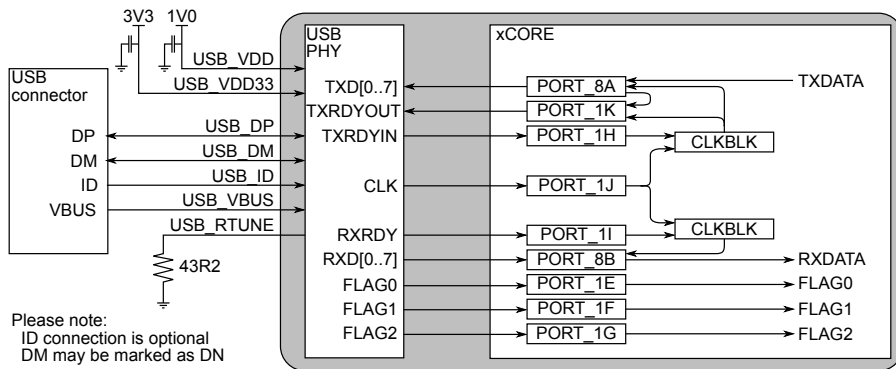 3V3
1V0
USB
PHY
xCORE
USB_VDD
USB
connector
USB_VDD33
TXD[0..7]
PORT_8A
TXDATA
TXRDYOUT
PORT_1K
DP
USB_DP
TXRDYIN
PORT_1H
CLKBLK
DM
USB_DM
ID
USB_ID
CLK
PORT_1J
VBUS
USB_VBUS
USB_RTUNE
RXRDY
PORT_1I
CLKBLK
43R2
RXD[0..7]
PORT_8B
RXDATA
FLAG0
PORT_1E
FLAG0
FLAG1
PORT_1F
FLAG1
FLAG2
PORT_1G
FLAG2
Please note:
ID connection is optional
DM may be marked as DN